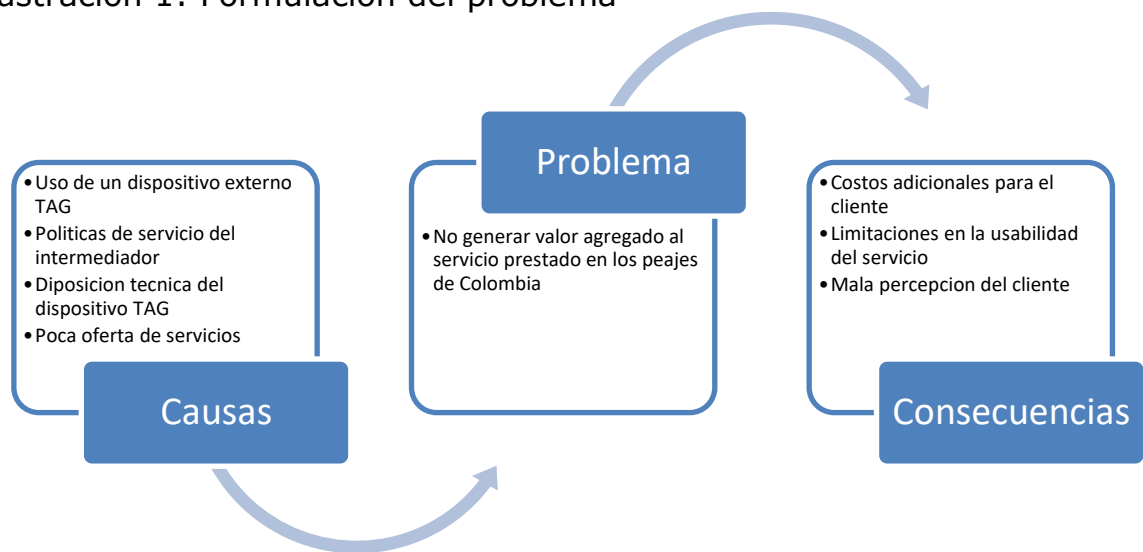 ustración 1: Formulación del problema
•Uso de un dispositivo externo
TAG
•Politicas de servicio del
intermediador
•Diposicion tecnica del
dispositivo TAG
•Poca oferta de servicios
Causas
Problema
•No generar valor agregado al
servicio prestado en los peajes
de Colombia
•Costos adicionales para el
cliente
•Limitaciones en la usabilidad
del servicio
•Mala percepcion del cliente
Consecuencias